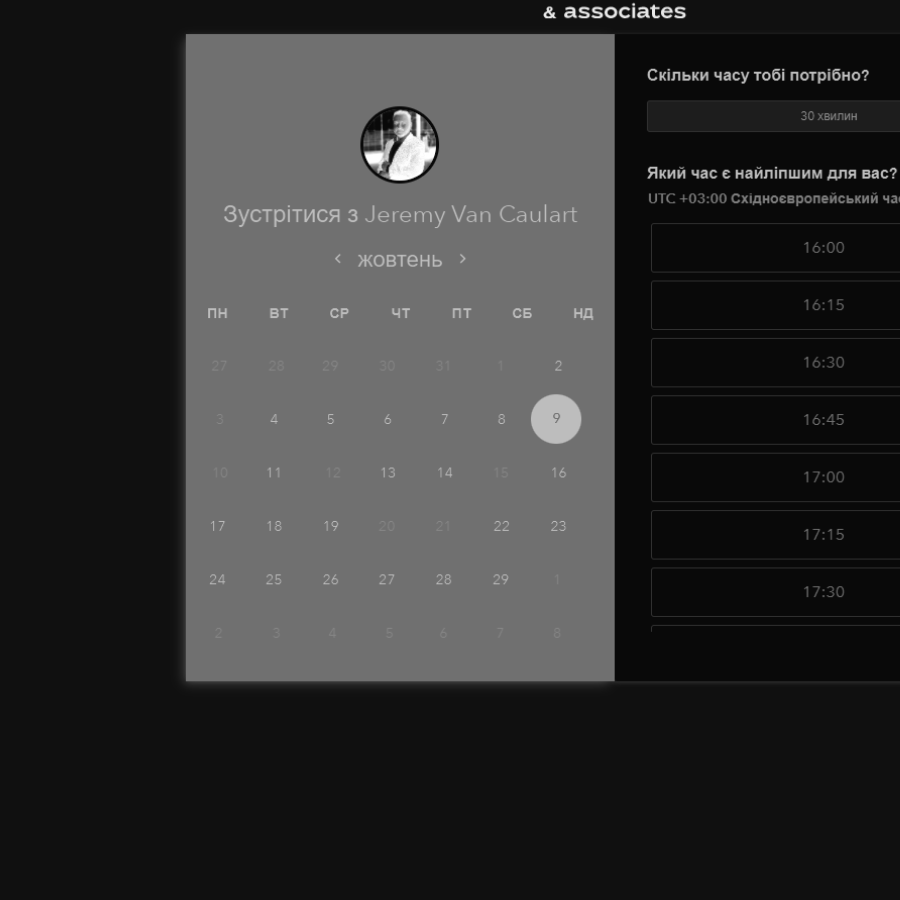 & associates
Зустрітися з Jeremy Van Caulart
жовтень
ПН ВТ СР ЧТ ПТ СБ НД
27 28 29 30 31 1 2
3 4 5 6 7 8 9
10 11 12 13 14 15 16
17 18 19 20 21 22 23
24 25 26 27 28 29 1
2 3 4 5 6 7 8
Скільки часу тобі потрібно?
30 хвилин
Який час є найліпшим для вас?
UTC +03:00 Східноєвропейський
16:00
16:15
16:30
16:45
17:00
17:15
17:30